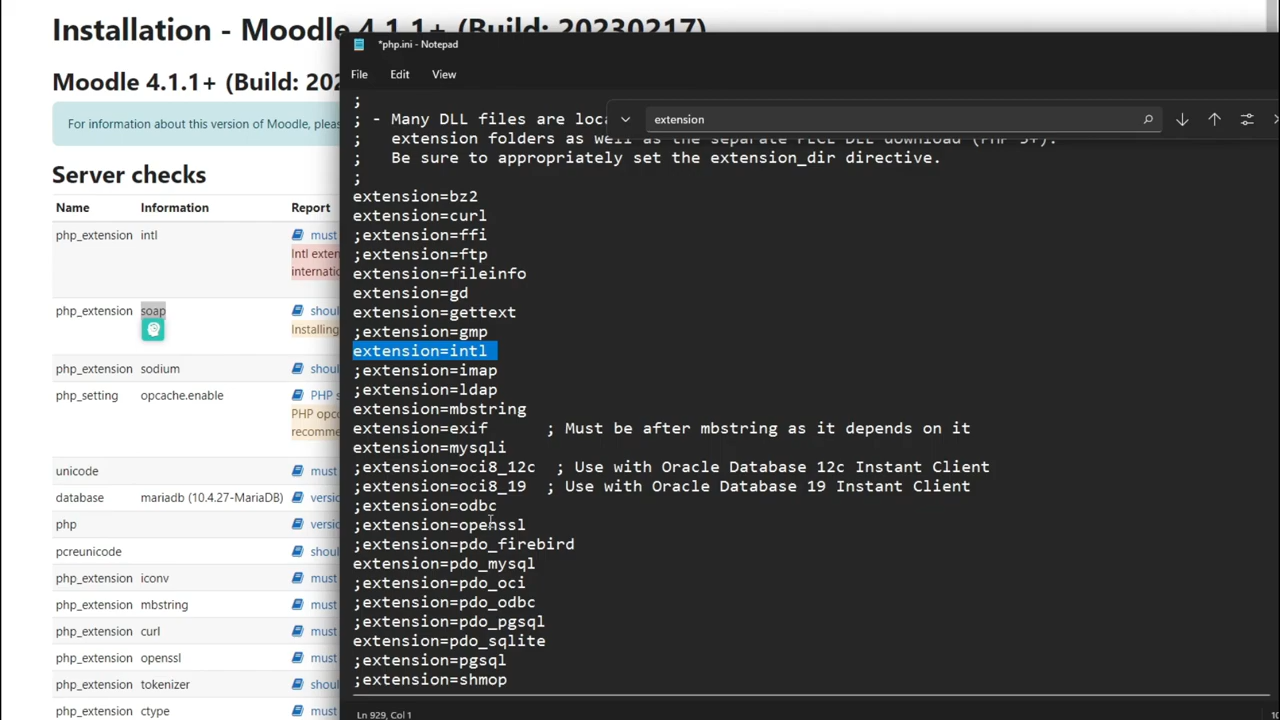 Installation - Moodle 4.1.1+ (Build: 20230217)
Moodle 4.1.1+ (Build: 202
For information about this version of Moodle, pleas
Server checks
Name Information Report
php_extension intl must
Intl exten
internatio
php_extension soap shoul
Installing
php_extension sodium shoul
php_setting opcache.enable PHP s
PHP opc
recomme
unicode must
database mariadb (10.4.27-MariaDB) versio
php versio
pcreunicode shoul
php_extension iconv must
php_extension mbstring must
php_extension curl must
php_extension openssl must
php_extension tokenizer shoul
php_extension ctype must
*php.ini - Notepad
File Edit View
extension
;
; - Many DLL files are loca
; extension folders as well as the separate PECL DLL download (PHP 5+).
; Be sure to appropriately set the extension_dir directive.
;
extension=bz2
extension=curl
;extension=ffi
;extension=ftp
extension=fileinfo
extension=gd
extension=gettext
;extension=gmp
extension=intl
;extension=imap
;extension=ldap
extension=mbstring
extension=exif ; Must be after mbstring as it depends on it
extension=mysqli
;extension=oci8_12c ; Use with Oracle Database 12c Instant Client
;extension=oci8_19 ; Use with Oracle Database 19 Instant Client
;extension=odbc
;extension=openssl
;extension=pdo_firebird
extension=pdo_mysql
;extension=pdo_oci
;extension=pdo_odbc
;extension=pdo_pgsql
extension=pdo_sqlite
;extension=pgsql
;extension=shmop
Ln 929, Col 1